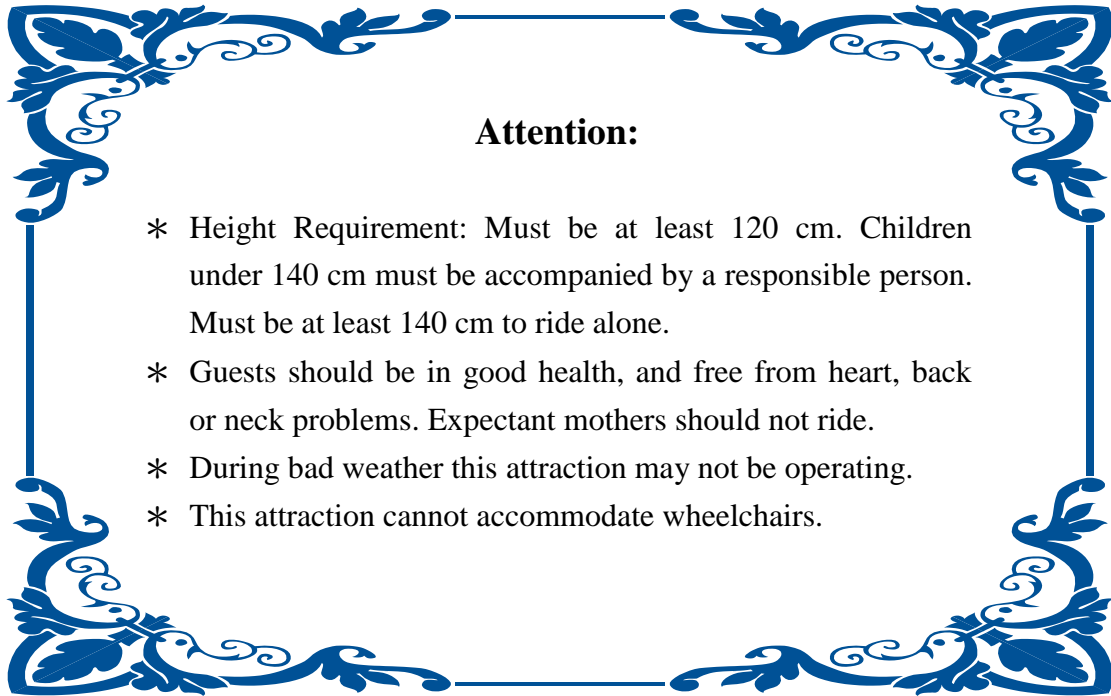 Attention:
* Height Requirement: Must be at least 120 cm. Children
under 140 cm must be accompanied by a responsible person.
Must be at least 140 cm to ride alone.
* Guests should be in good health, and free from heart, back
or neck problems. Expectant mothers should not ride.
* During bad weather this attraction may not be operating.
* This attraction cannot accommodate wheelchairs.